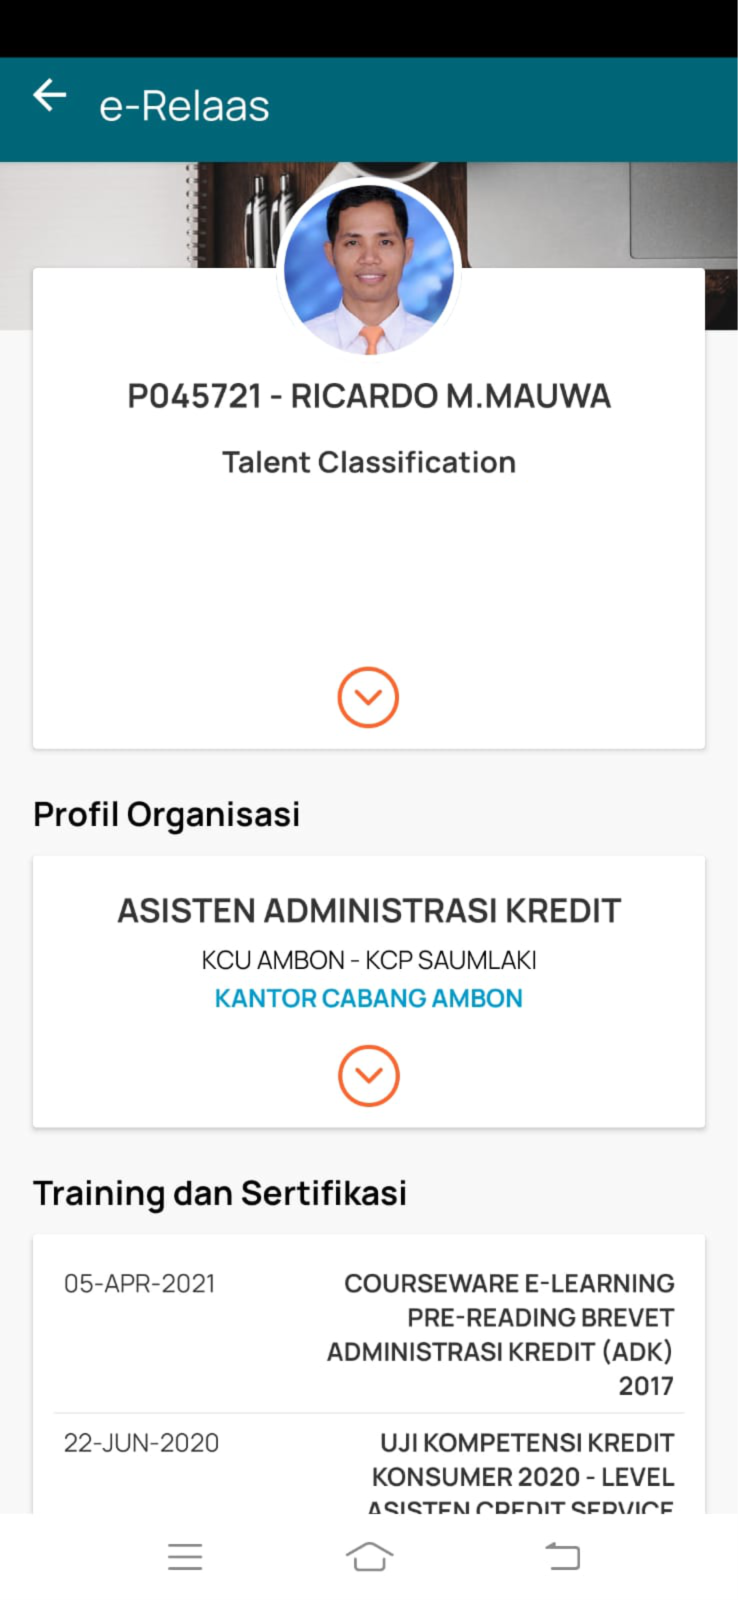 e-Relaas
P045721 - RICARDO M.MAUWA
Talent Classification
Profil Organisasi
ASISTEN ADMINISTRASI KREDIT
KCU AMBON - KCP SAUMLAKI
KANTOR CABANG AMBON
Training dan Sertifikasi
05-APR-2021
COURSEWARE E-LEARNING
PRE-READING BREVET
ADMINISTRASI KREDIT (ADK)
2017
22-JUN-2020
UJI KOMPETENSI KREDIT
KONSUMER 2020 - LEVEL
ASISTEN CREDIT SERVICE